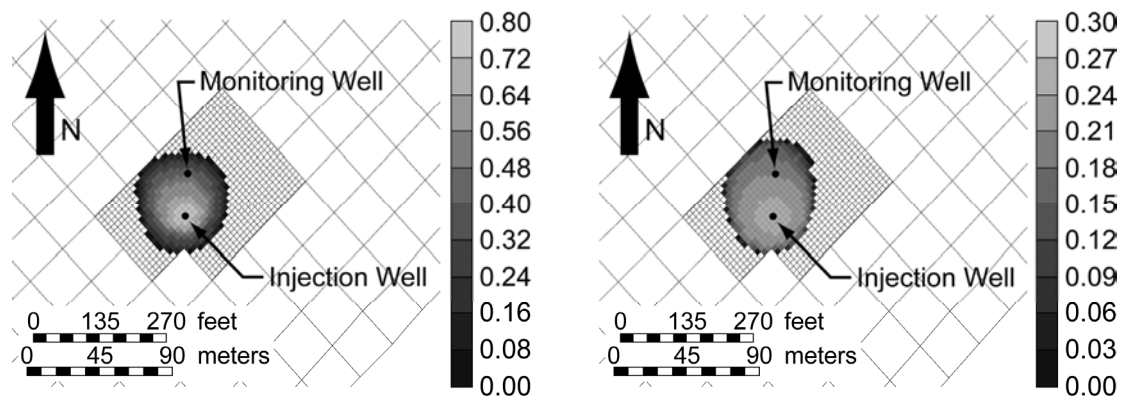 Monitoring Well
N
Injection Well
0 135 270 feet
0 45 90 meters
0.80
0.72
0.64
0.56
0.48
0.40
0.32
0.24
0.16
0.08
0.00
Monitoring Well
N
Injection Well
0 135 270 feet
0 45 90 meters
0.30
0.27
0.24
0.21
0.18
0.15
0.12
0.09
0.06
0.03
0.00